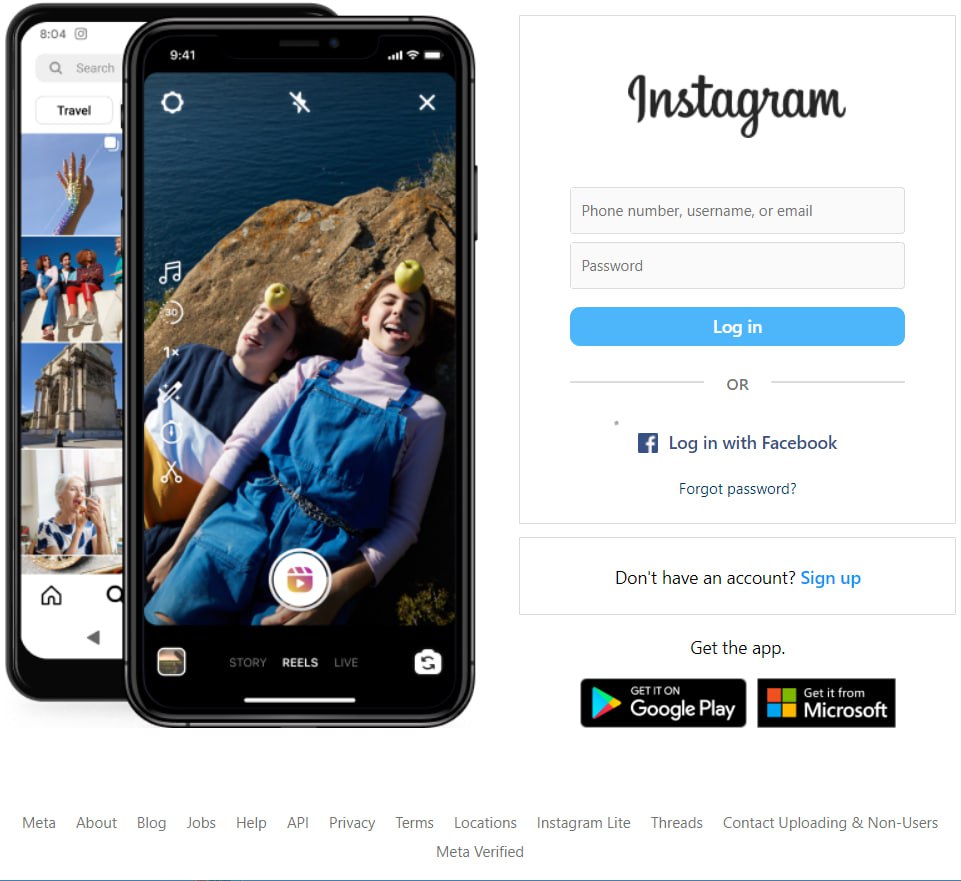 8:04
Search
Travel
9:41
30
1×
STORY REELS LIVE
Instagram
Phone number, username, or email
Password
Log in
OR
Log in with Facebook
Forgot password?
Don't have an account? Sign up
Get the app.
GET IT ON
Google Play
Get it from
Microsoft
Meta About Blog Jobs Help API Privacy Terms Locations Instagram Lite Threads Contact Uploading & Non-Users
Meta Verified